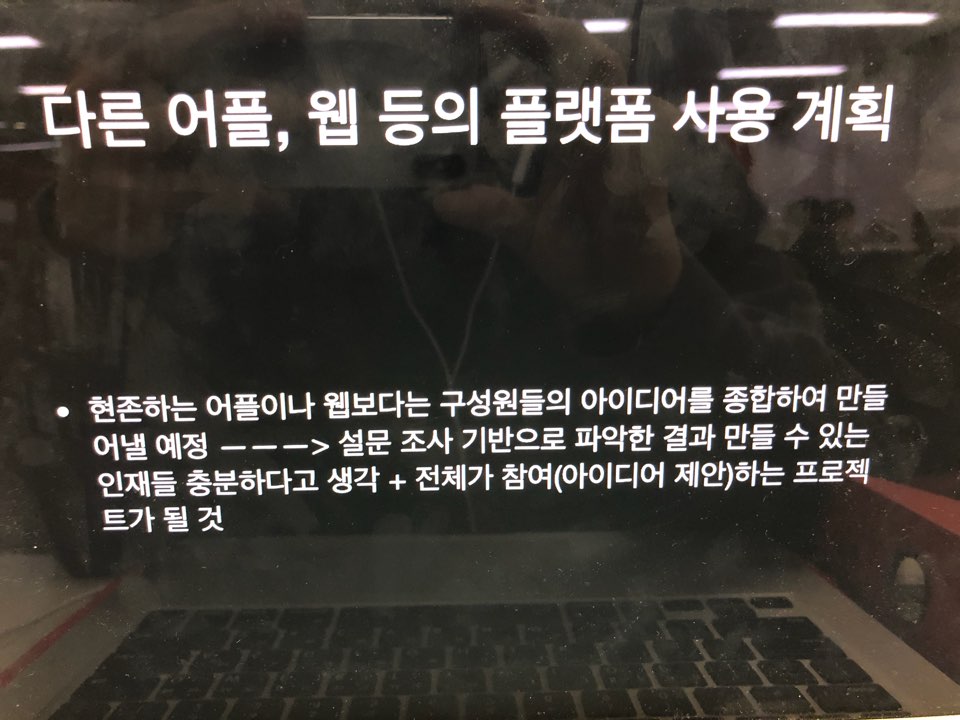 다른 어플, 웹 등의 플랫폼 사용 계획
• 현존하는 어플이나 웹보다는 구성원들의 아이디어를 종합하여 만들
어낼 예정 ———> 설문 조사 기반으로 파악한 결과 만들 수 있는
인재들 충분하다고 생각 + 전체가 참여(아이디어 제안)하는 프로젝
트가 될 것